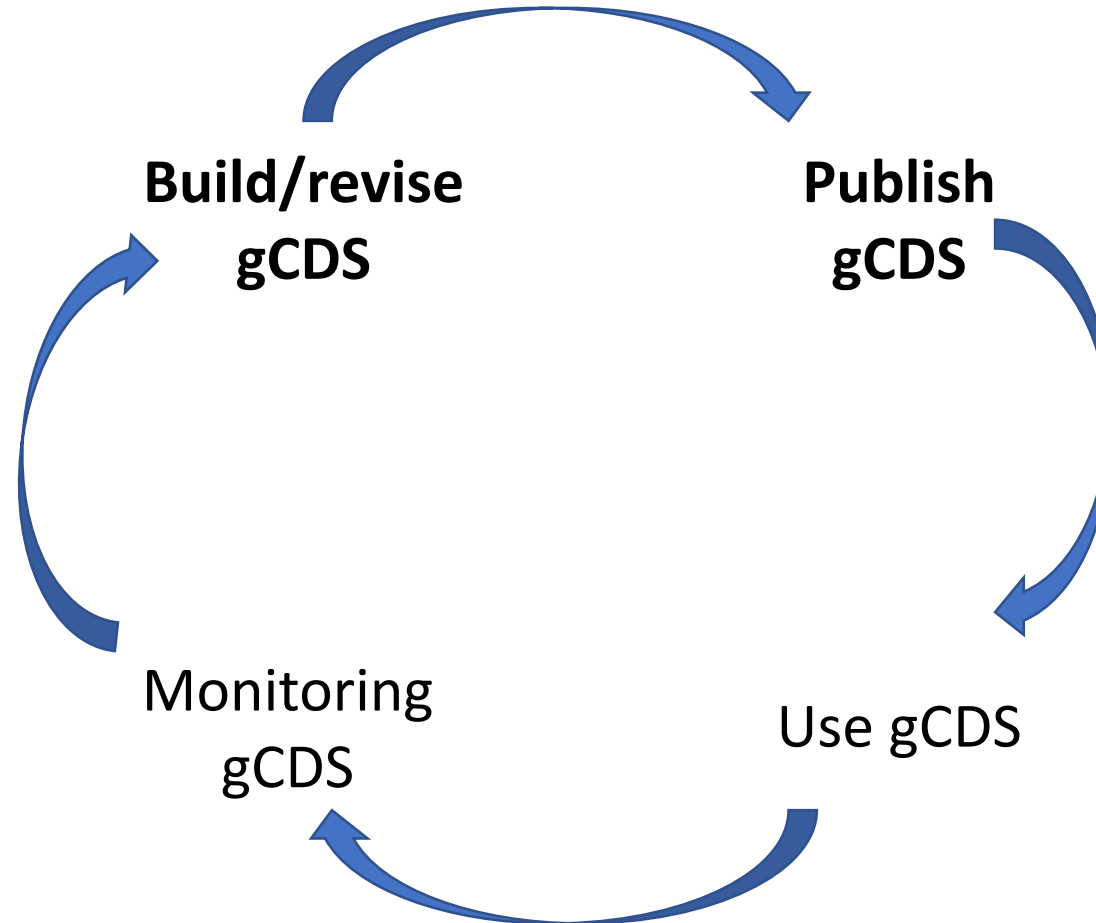 Build/revise
gCDS
Publish
gCDS
Use gCDS
Monitoring
gCDS